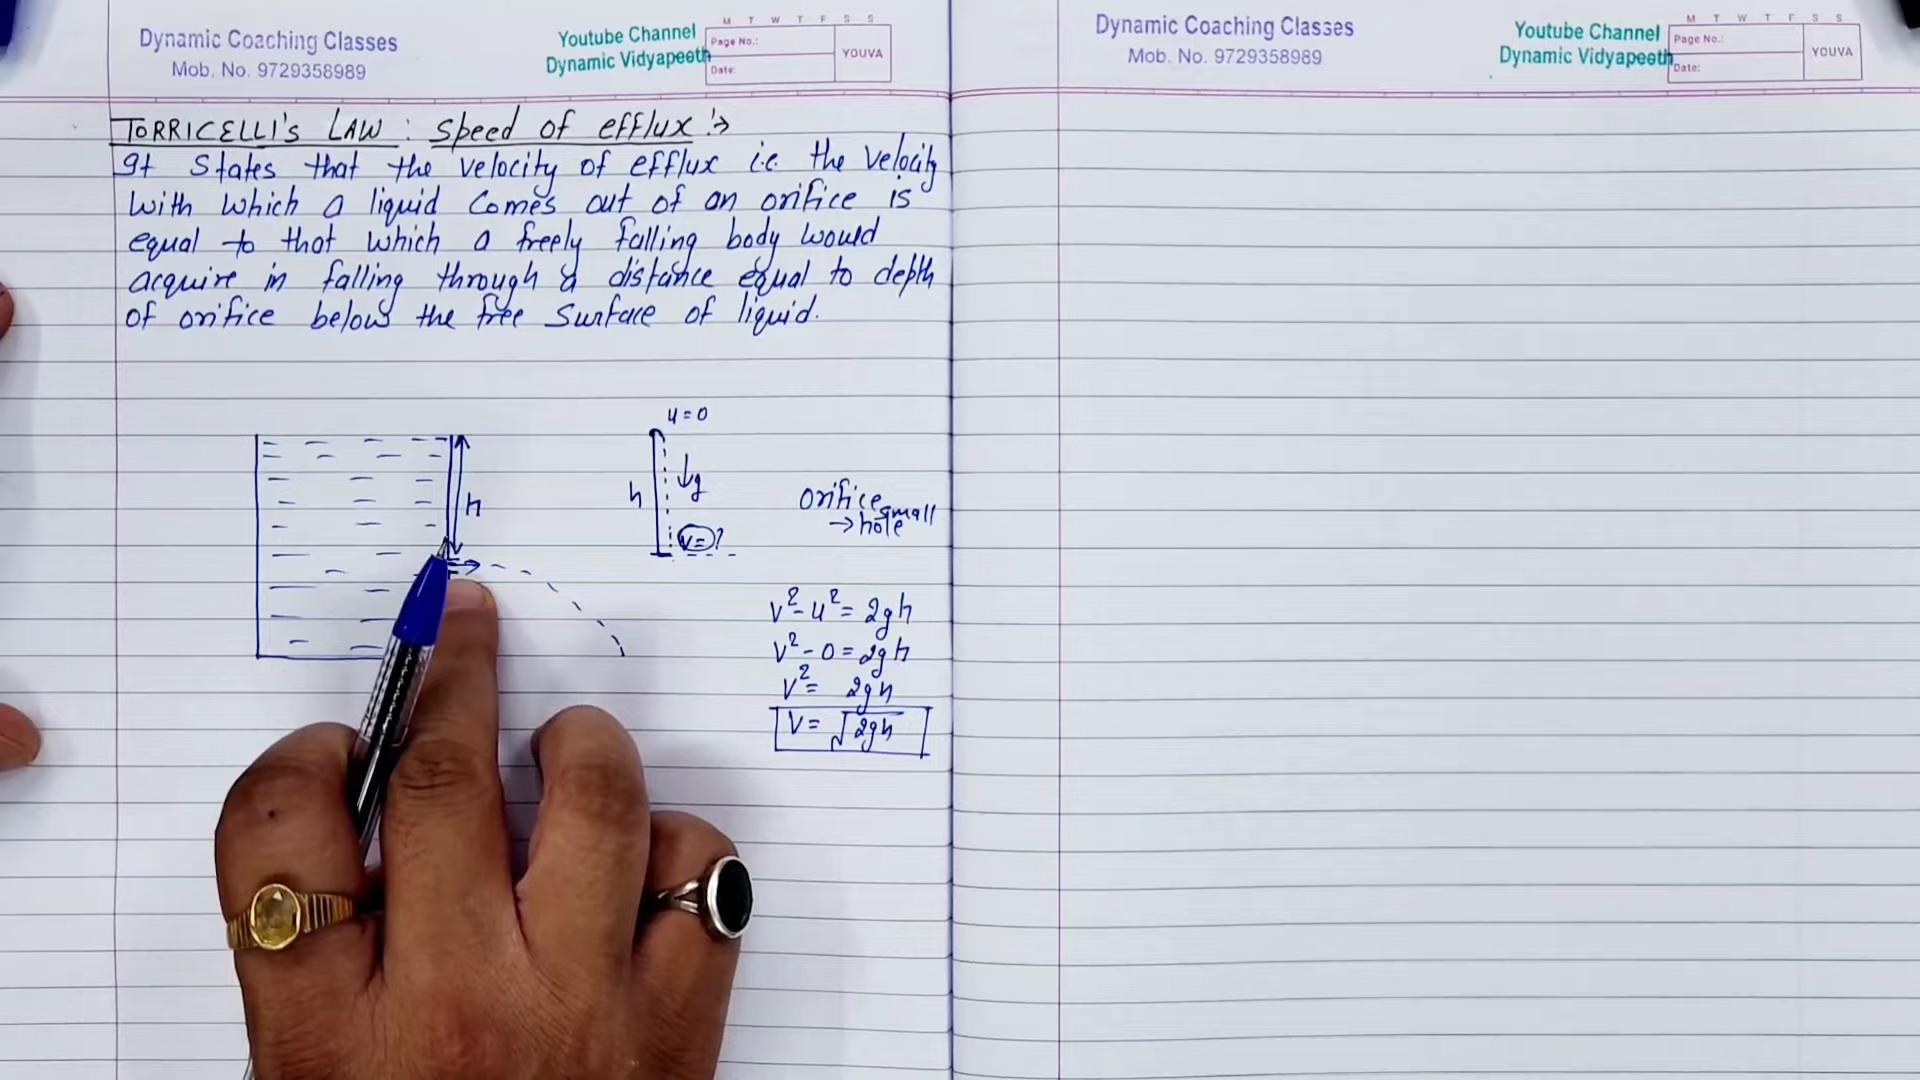 Dynamic Coaching Classes
Mob. No. 9729358989
Youtube Channel
Dynamic Vidyapeeth
M T W T F S S
Page No.:
Date:
YOUVA
TORRICELLI's LAW : Speed of efflux :→
It States that the velocity of efflux i.e. the velocity
with which a liquid comes out of an orifice is
equal to that which a freely falling body would
acquire in falling through a distance equal to depth
of orifice below the free surface of liquid.
h
u = 0
↓g
h
v = ?
orifice
→ small hole
v² - u² = 2gh
v² - 0 = 2gh
v² = 2gh
v = √2gh
Dynamic Coaching Classes
Mob. No. 9729358989
Youtube Channel
Dynamic Vidyapeeth
M T W T F S S
Page No.:
Date:
YOUVA